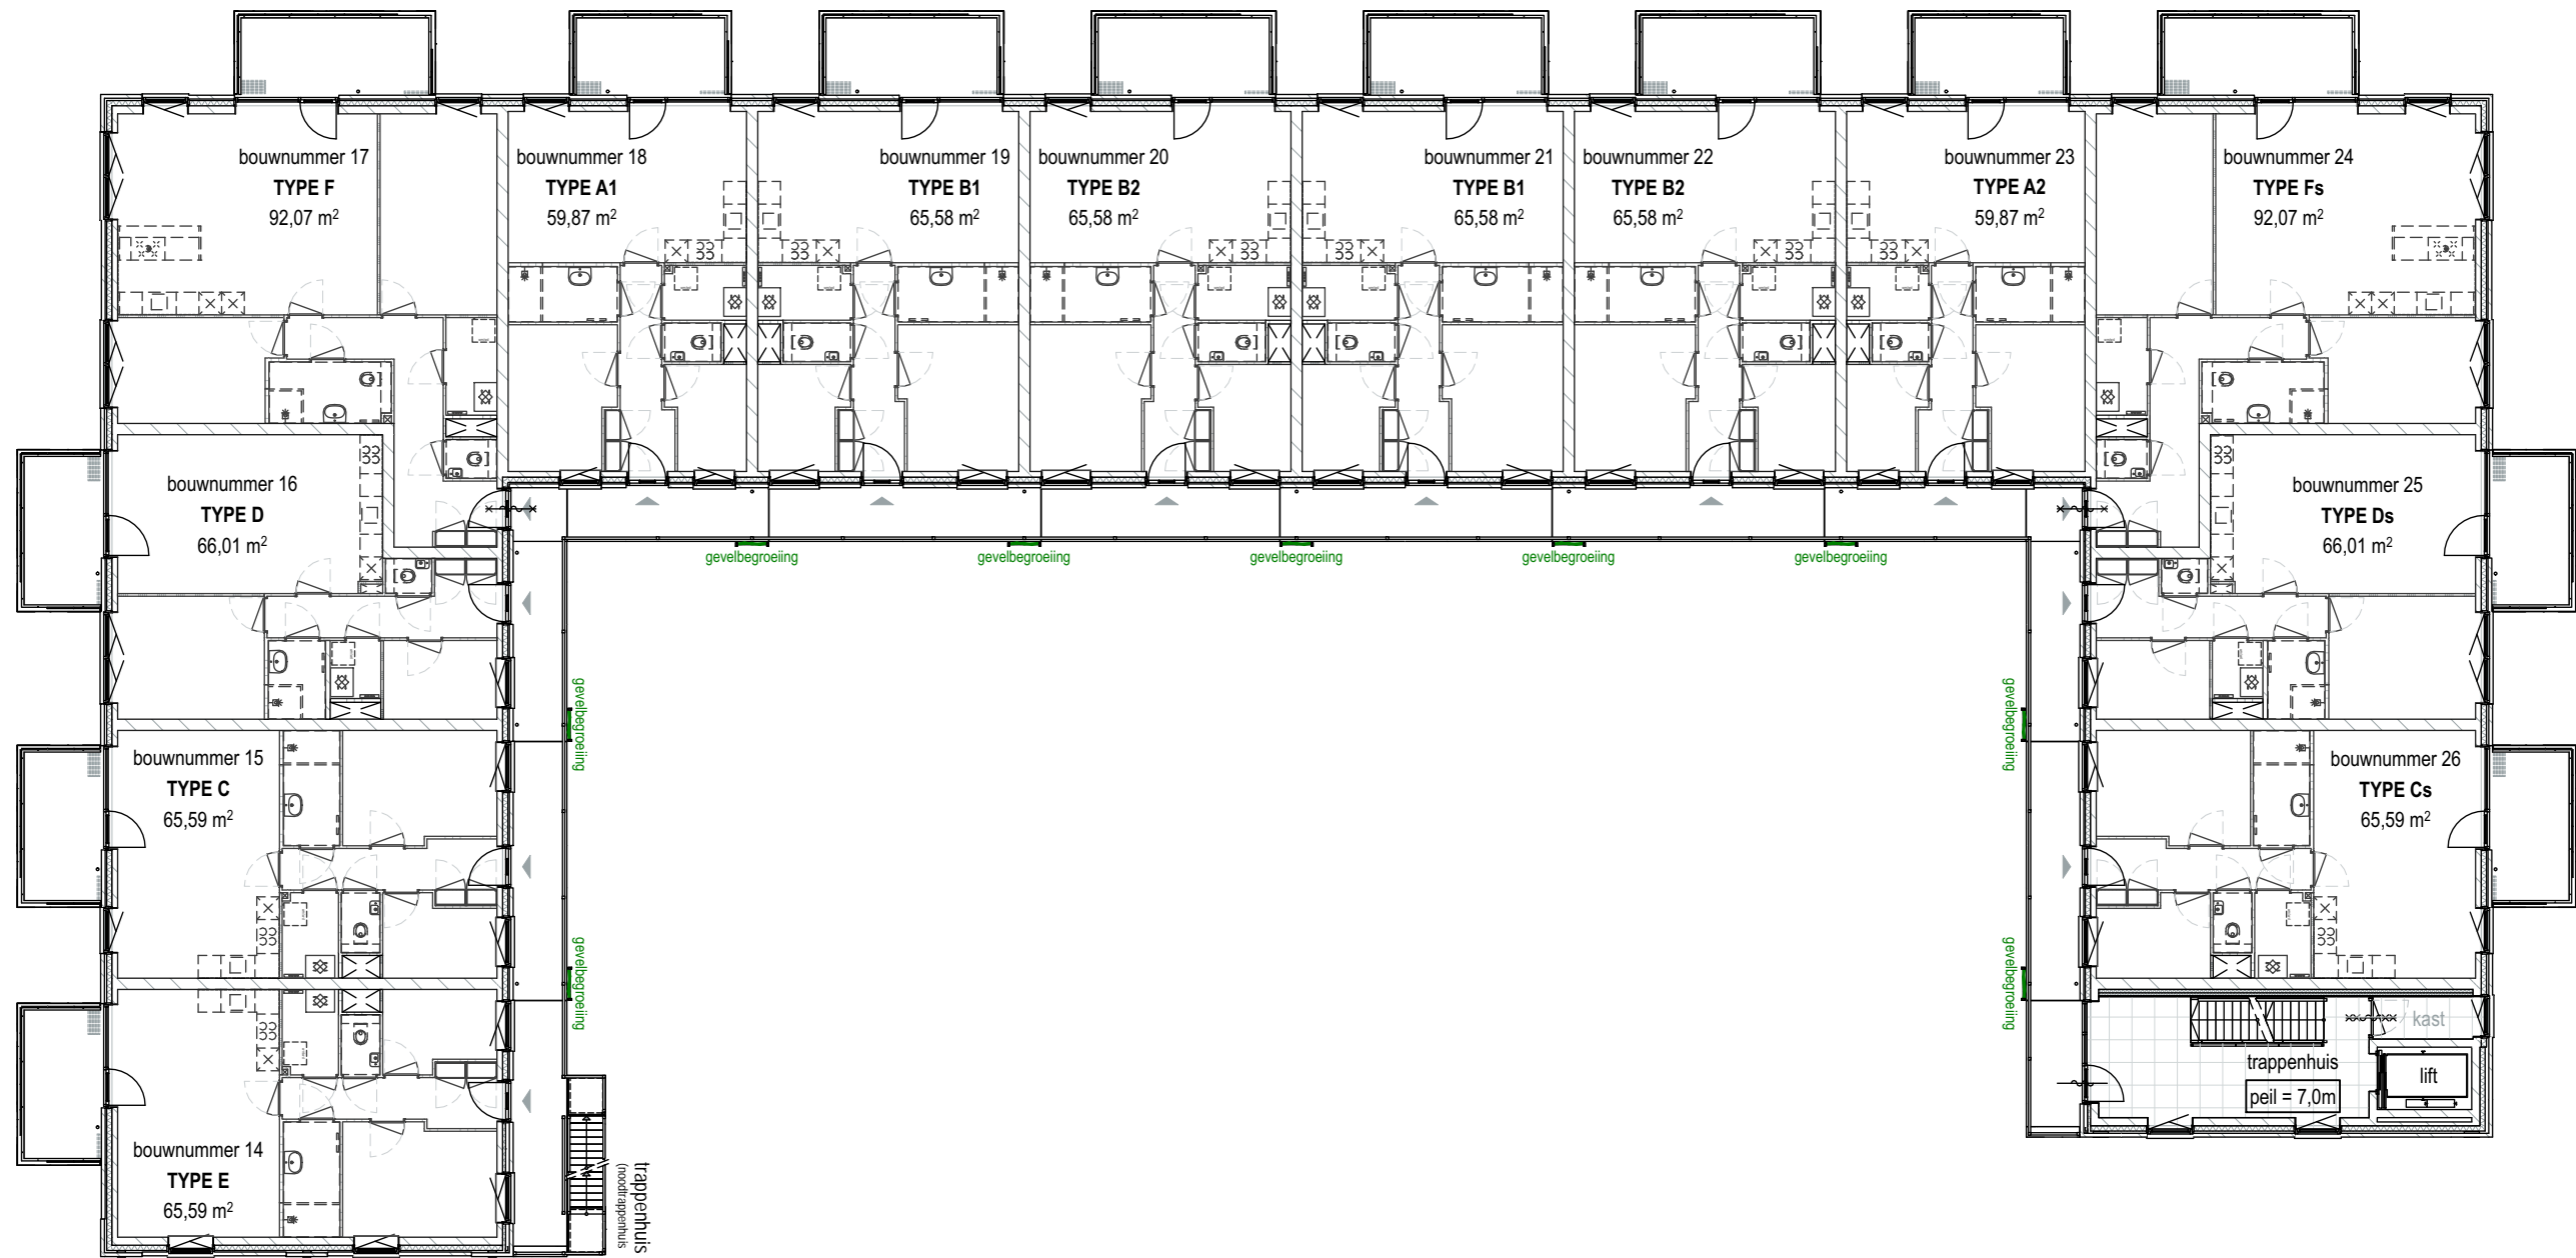 bouwnummer 17
TYPE F
92,07 m²
bouwnummer 18
TYPE A1
59,87 m²
bouwnummer 19
TYPE B1
65,58 m²
bouwnummer 20
TYPE B2
65,58 m²
bouwnummer 21
TYPE B1
65,58 m²
bouwnummer 22
TYPE B2
65,58 m²
bouwnummer 23
TYPE A2
59,87 m²
bouwnummer 24
TYPE Fs
92,07 m²
bouwnummer 16
TYPE D
66,01 m²
bouwnummer 25
TYPE Ds
66,01 m²
gevelbegroeiing
gevelbegroeiing
gevelbegroeiing
gevelbegroeiing
gevelbegroeiing
gevelbegroeiing
gevelbegroeiing
bouwnummer 15
TYPE C
65,59 m²
bouwnummer 26
TYPE Cs
65,59 m²
gevelbegroeiing
gevelbegroeiing
kast
trappenhuis
lift
peil = 7,0m
bouwnummer 14
TYPE E
65,59 m²
trappenhuis
(noodtrappenhuis